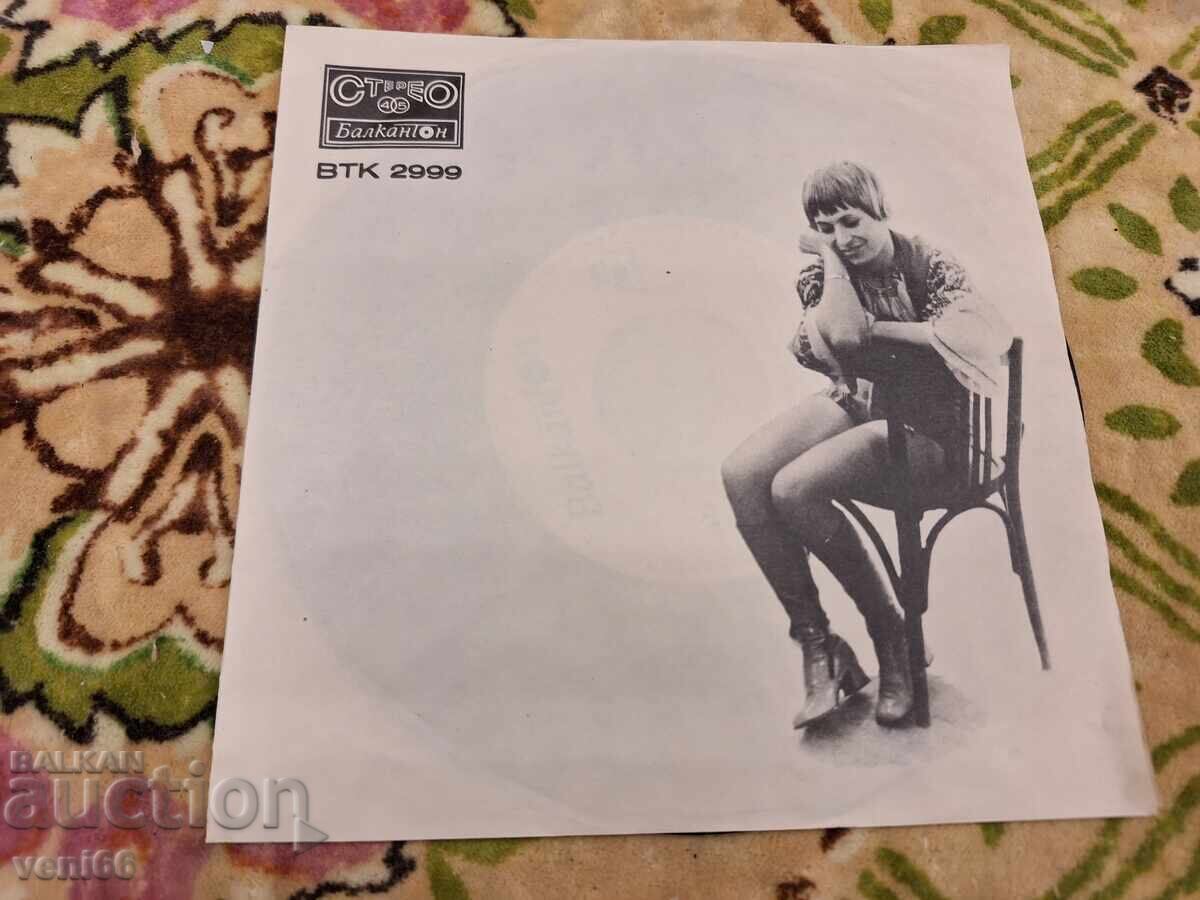 Стерео
45
Балкантон
ВТК 2999
BALKAN
auction
veni66